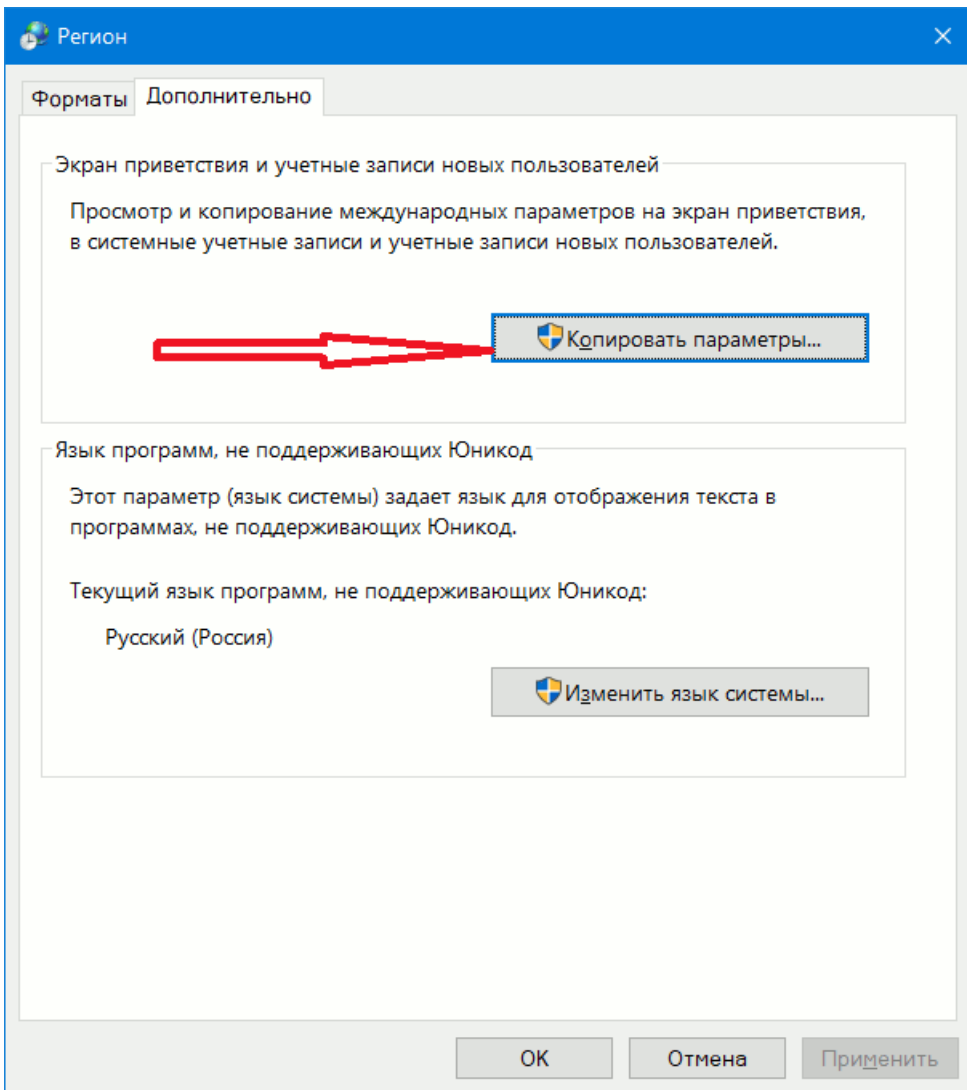 Регион
Форматы
Дополнительно
Экран приветствия и учетные записи новых пользователей
Просмотр и копирование международных параметров на экран приветствия,
в системные учетные записи и учетные записи новых пользователей.
Копировать параметры...
Язык программ, не поддерживающих Юникод
Этот параметр (язык системы) задает язык для отображения текста в
программах, не поддерживающих Юникод.
Текущий язык программ, не поддерживающих Юникод:
Русский (Россия)
Изменить язык системы...
ОК
Отмена
Применить